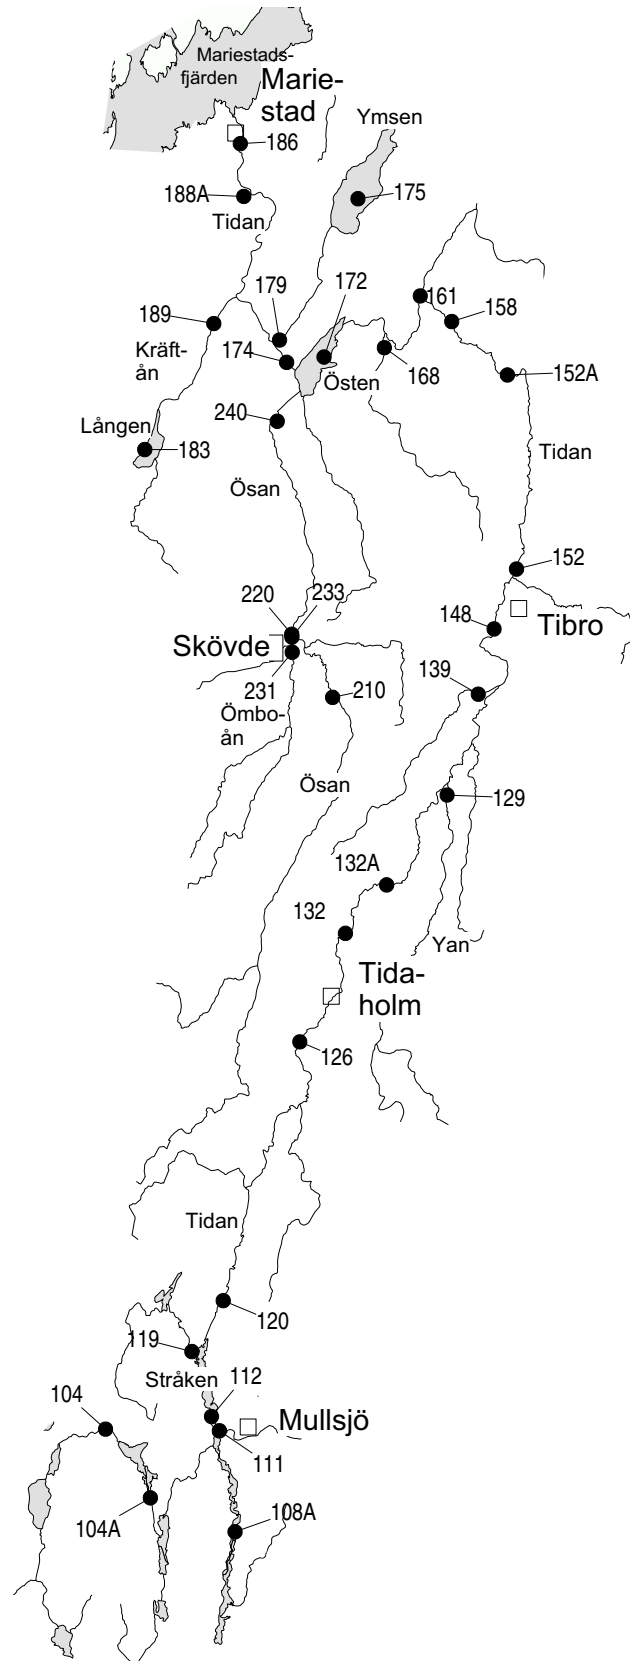 Mariestads-
fjärden
Marie-
stad
Ymsen
186
188A
175
Tidan
179
172
161
158
189
Kräft-
ån
174
Östen
168
152A
Lången
240
183
Tidan
Ösan
152
220
233
148
Tibro
Skövde
231
210
139
Ömbo-
ån
Ösan
129
132A
132
Yan
Tida-
holm
126
Tidan
120
119
Stråken
112
104
Mullsjö
111
104A
108A